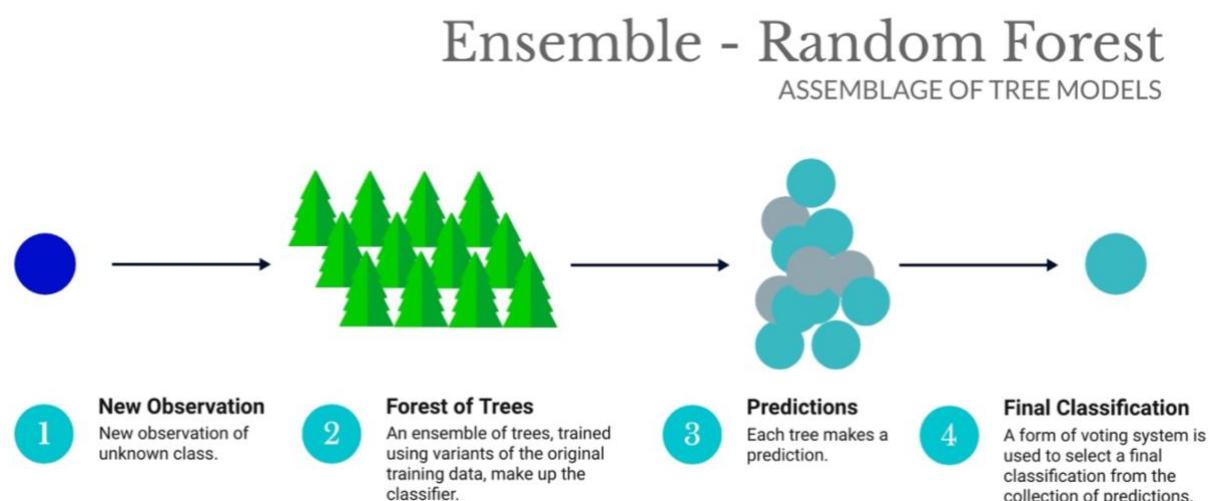 Ensemble - Random Forest
ASSEMBLAGE OF TREE MODELS
1
New Observation
New observation of
unknown class.
2
Forest of Trees
An ensemble of trees, trained
using variants of the original
training data, make up the
classifier.
3
Predictions
Each tree makes a
prediction.
4
Final Classification
A form of voting system is
used to select a final
classification from the
collection of predictions.